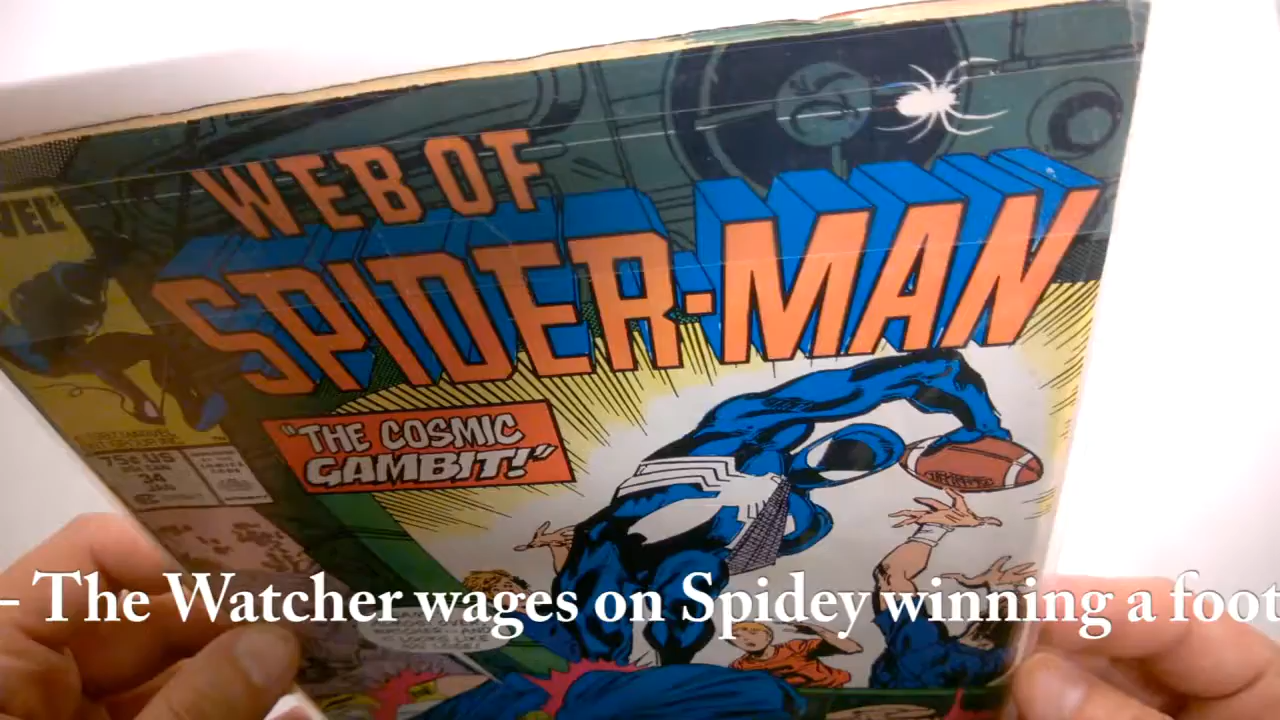 WEB OF
SPIDER-MAN
"THE COSMIC
GAMBIT!"
75¢ US
34
– The Watcher wages on Spidey winning a foot